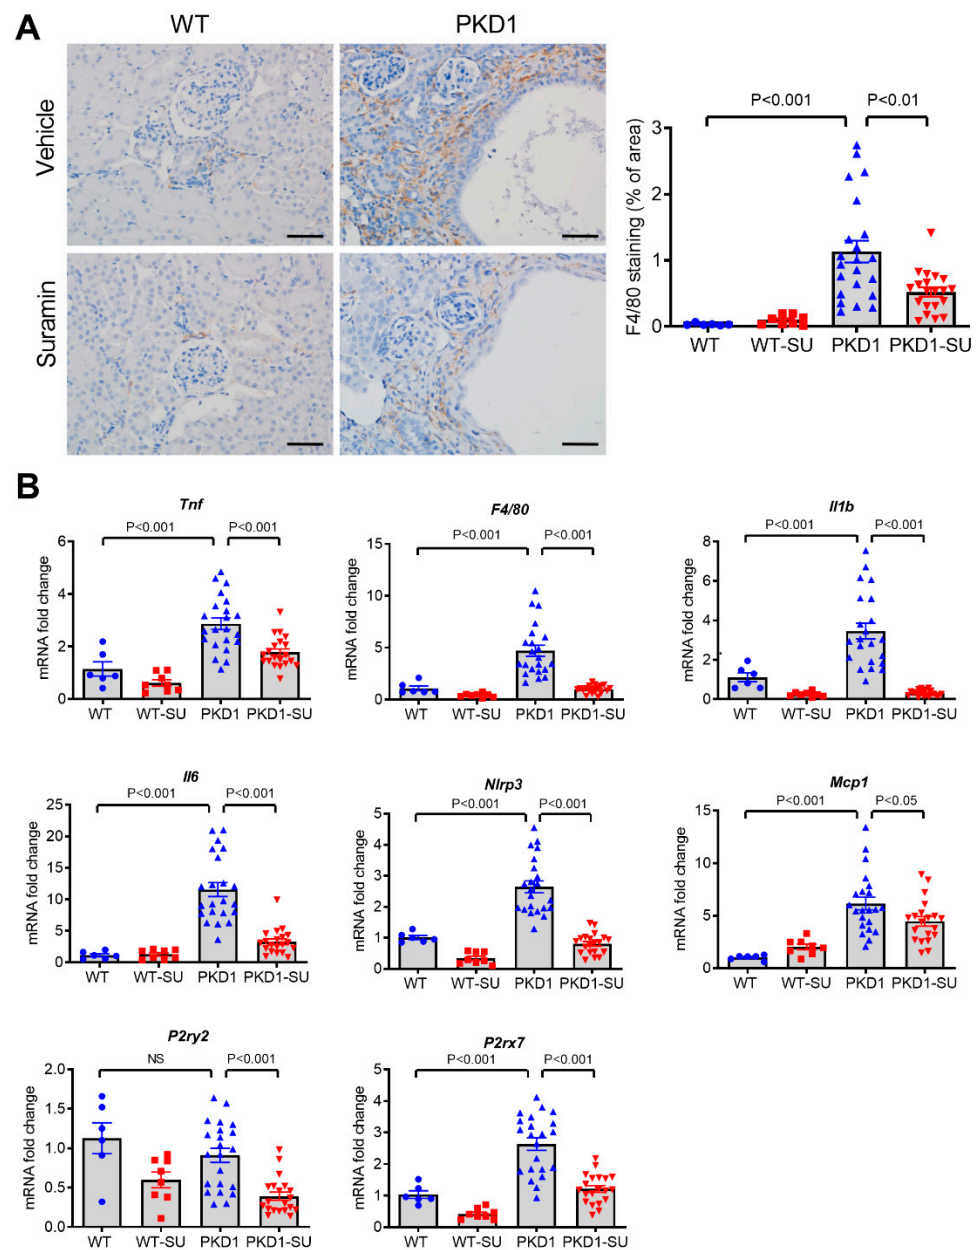 A
WT
PKD1
Vehicle
Suramin
P<0.001
P<0.01
F4/80 staining (% of area)
3
2
1
0
WT
WT-SU
PKD1
PKD1-SU
B
Tnf
P<0.001
P<0.001
mRNA fold change
6
4
2
0
WT
WT-SU
PKD1
PKD1-SU
F4/80
P<0.001
P<0.001
mRNA fold change
15
10
5
0
WT
WT-SU
PKD1
PKD1-SU
Il1b
P<0.001
P<0.001
mRNA fold change
8
6
4
2
0
WT
WT-SU
PKD1
PKD1-SU
Il6
P<0.001
P<0.001
mRNA fold change
25
20
15
10
5
0
WT
WT-SU
PKD1
PKD1-SU
Nlrp3
P<0.001
P<0.001
mRNA fold change
5
4
3
2
1
0
WT
WT-SU
PKD1
PKD1-SU
Mcp1
P<0.001
P<0.05
mRNA fold change
15
10
5
0
WT
WT-SU
PKD1
PKD1-SU
P2ry2
NS
P<0.001
mRNA fold change
2.0
1.5
1.0
0.5
0.0
WT
WT-SU
PKD1
PKD1-SU
P2rx7
P<0.001
P<0.001
mRNA fold change
5
4
3
2
1
0
WT
WT-SU
PKD1
PKD1-SU